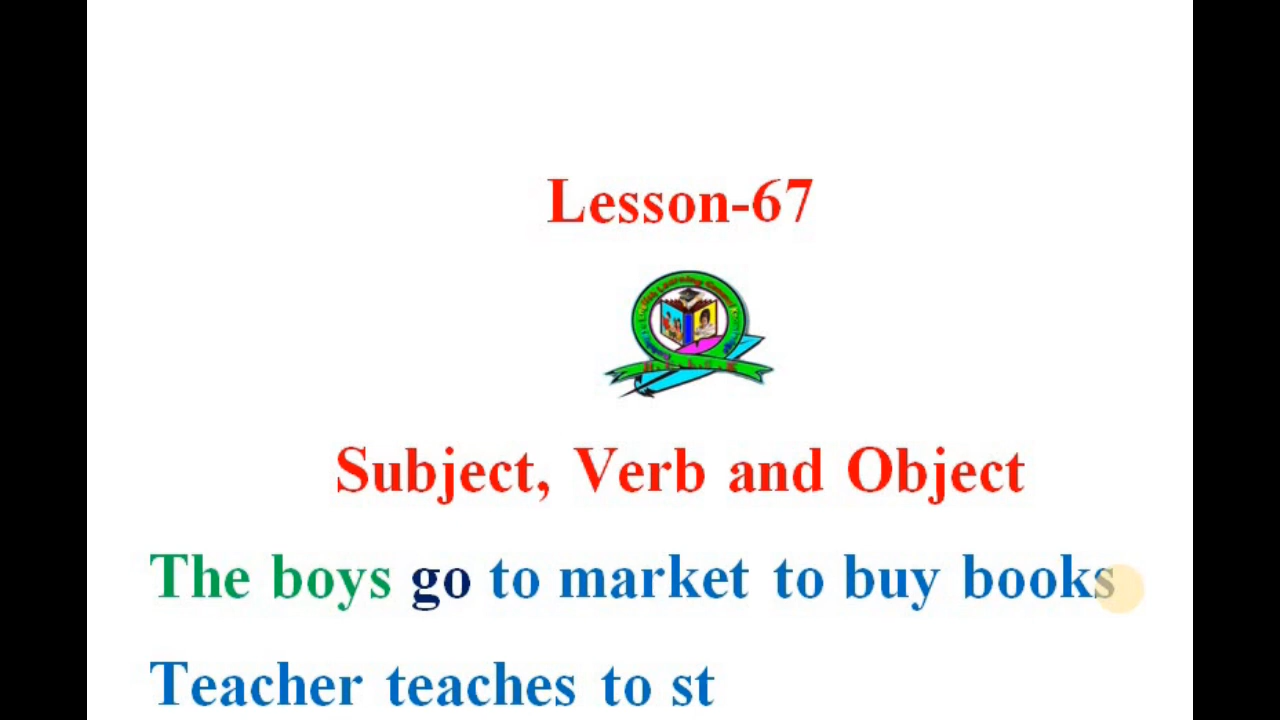 Lesson-67
Subject, Verb and Object
The boys go to market to buy books
Teacher teaches to st